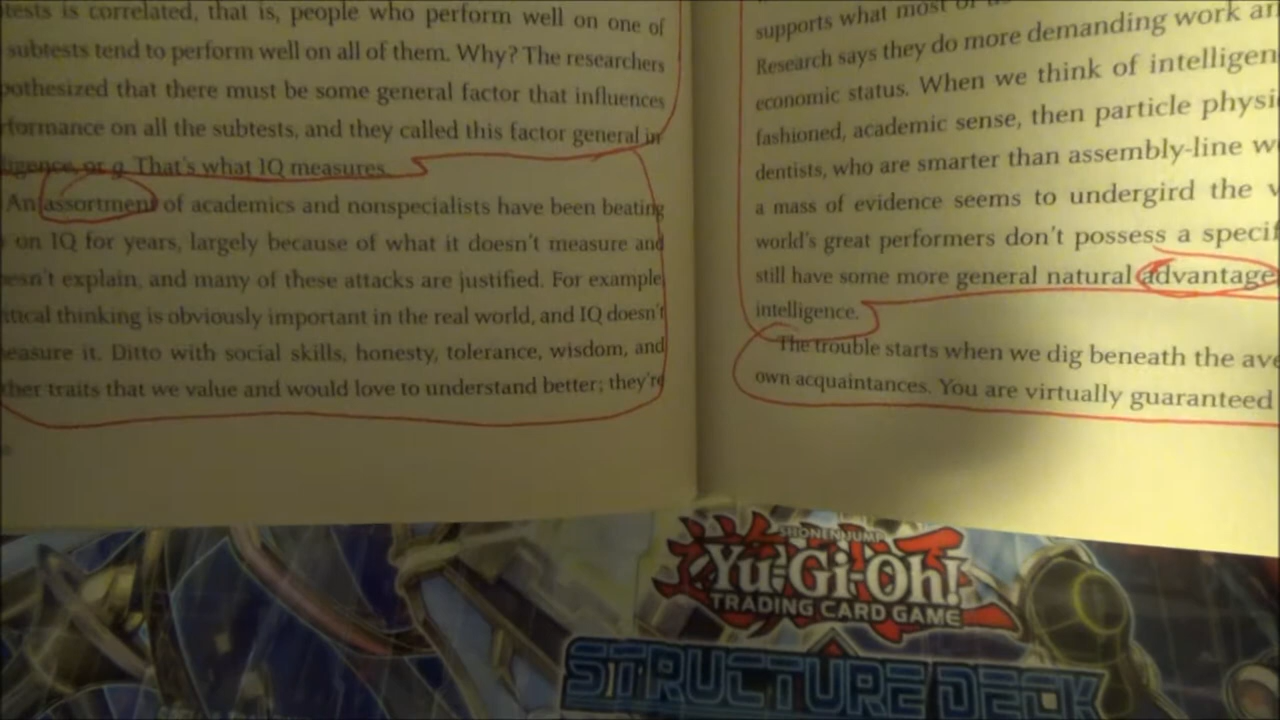 tests is correlated, that is, people who perform well on one of
subtests tend to perform well on all of them. Why? The researchers
pothesized that there must be some general factor that influences
rformance on all the subtests, and they called this factor general in
ligence, or g. That's what IQ measures.
An assortment of academics and nonspecialists have been beating
on IQ for years, largely because of what it doesn't measure and
esn't explain, and many of these attacks are justified. For example
itical thinking is obviously important in the real world, and IQ doesn't
easure it. Ditto with social skills, honesty, tolerance, wisdom, and
ther traits that we value and would love to understand better; they're
supports what most of
Research says they do more demanding work an
economic status. When we think of intelligen
fashioned, academic sense, then particle physi
dentists, who are smarter than assembly-line w
a mass of evidence seems to undergird the v
world's great performers don't possess a specif
still have some more general natural advantage
intelligence.
The trouble starts when we dig beneath the ave
own acquaintances. You are virtually guaranteed
SHONEN JUMP
Yu-Gi-Oh!
TRADING CARD GAME
STRUCTURE DECK